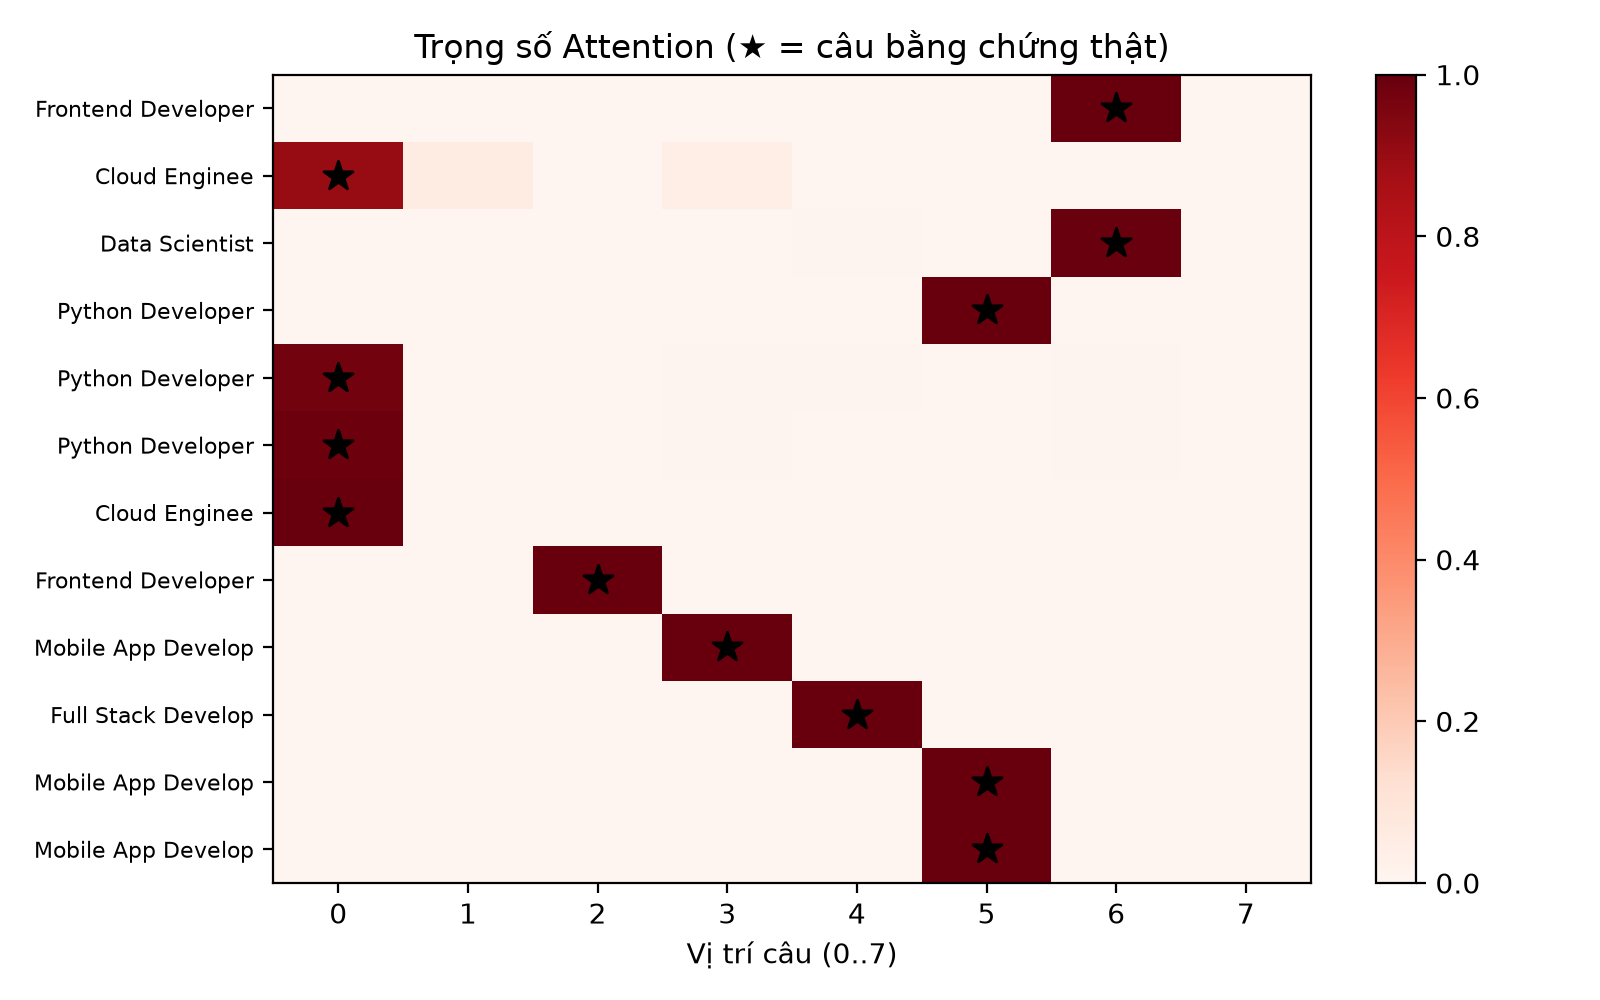 Trọng số Attention (★ = câu bằng chứng thật)
Frontend Developer
Cloud Enginee
Data Scientist
Python Developer
Python Developer
Python Developer
Cloud Enginee
Frontend Developer
Mobile App Develop
Full Stack Develop
Mobile App Develop
Mobile App Develop
0 1 2 3 4 5 6 7
Vị trí câu (0..7)
1.0
0.8
0.6
0.4
0.2
0.0